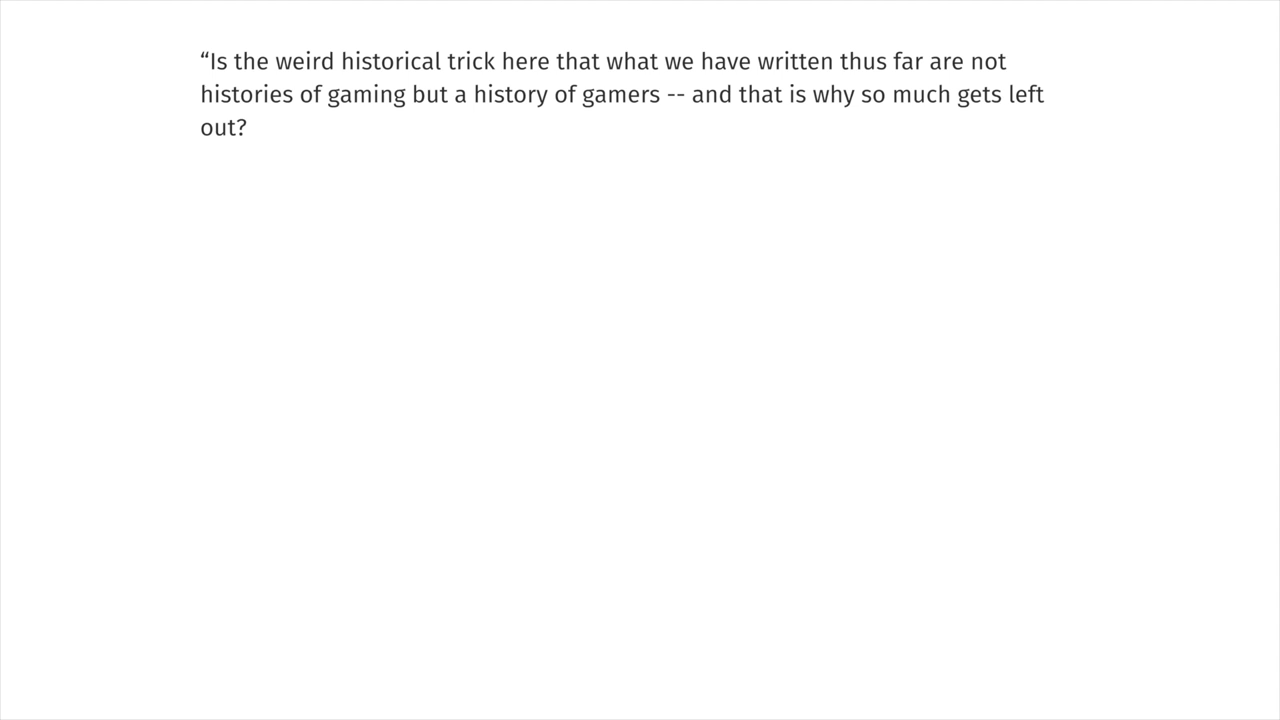 “Is the weird historical trick here that what we have written thus far are not
histories of gaming but a history of gamers -- and that is why so much gets left
out?